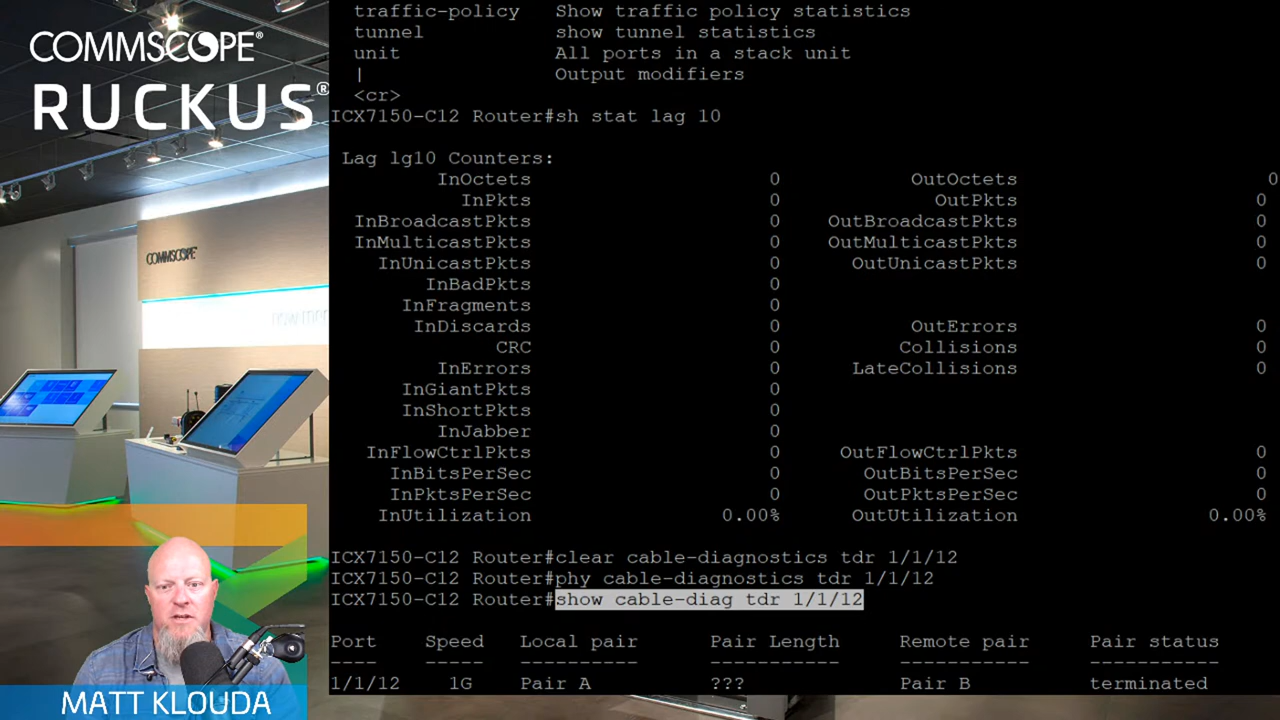 COMMSCOPE®
RUCKUS®
COMMSCOPE
MATT KLOUDA
traffic-policy   Show traffic policy statistics
tunnel   show tunnel statistics
unit   All ports in a stack unit
|   Output modifiers
<cr>
ICX7150-C12 Router#sh stat lag 10
Lag lg10 Counters:
InOctets   0   OutOctets   0
InPkts   0   OutPkts   0
InBroadcastPkts   0   OutBroadcastPkts   0
InMulticastPkts   0   OutMulticastPkts   0
InUnicastPkts   0   OutUnicastPkts   0
InBadPkts   0
InFragments   0
InDiscards   0   OutErrors   0
CRC   0   Collisions   0
InErrors   0   LateCollisions   0
InGiantPkts   0
InShortPkts   0
InJabber   0
InFlowCtrlPkts   0   OutFlowCtrlPkts   0
InBitsPerSec   0   OutBitsPerSec   0
InPktsPerSec   0   OutPktsPerSec   0
InUtilization   0.00%   OutUtilization   0.00%
ICX7150-C12 Router#clear cable-diagnostics tdr 1/1/12
ICX7150-C12 Router#phy cable-diagnostics tdr 1/1/12
ICX7150-C12 Router#show cable-diag tdr 1/1/12
Port   Speed   Local pair   Pair Length   Remote pair   Pair status
----   -----   ----------   -----------   -----------   -----------
1/1/12   1G   Pair A   ???   Pair B   terminated